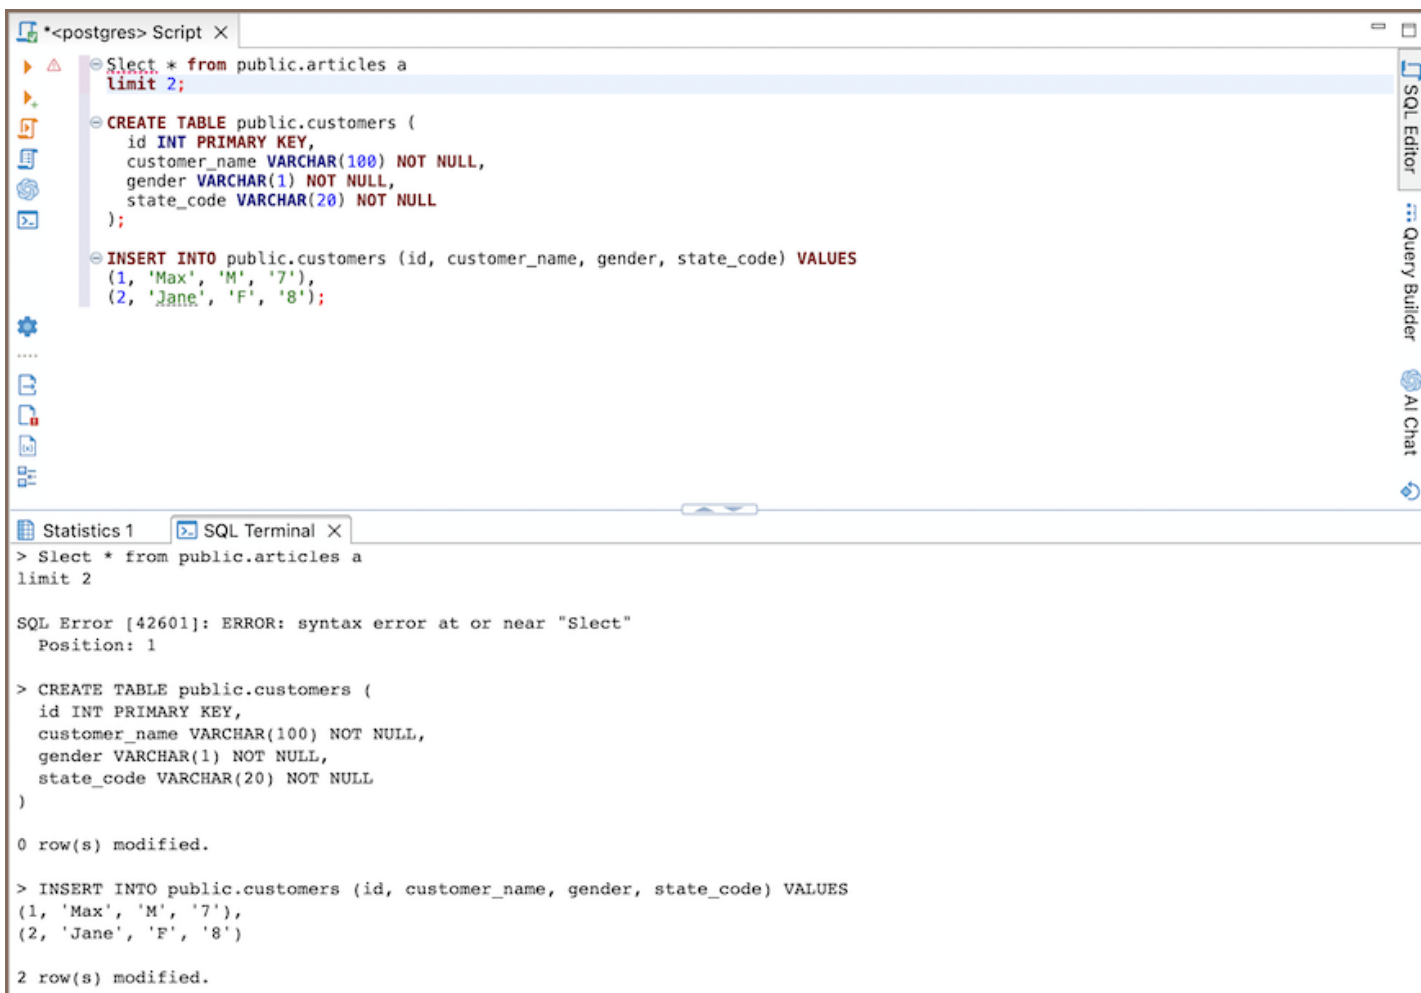 *<postgres> Script
Slect * from public.articles a
limit 2;
CREATE TABLE public.customers (
id INT PRIMARY KEY,
customer_name VARCHAR(100) NOT NULL,
gender VARCHAR(1) NOT NULL,
state_code VARCHAR(20) NOT NULL
);
INSERT INTO public.customers (id, customer_name, gender, state_code) VALUES
(1, 'Max', 'M', '7'),
(2, 'Jane', 'F', '8');
SQL Editor
Query Builder
AI Chat
Statistics 1
SQL Terminal
> Slect * from public.articles a
limit 2
SQL Error [42601]: ERROR: syntax error at or near "Slect"
Position: 1
> CREATE TABLE public.customers (
id INT PRIMARY KEY,
customer_name VARCHAR(100) NOT NULL,
gender VARCHAR(1) NOT NULL,
state_code VARCHAR(20) NOT NULL
)
0 row(s) modified.
> INSERT INTO public.customers (id, customer_name, gender, state_code) VALUES
(1, 'Max', 'M', '7'),
(2, 'Jane', 'F', '8')
2 row(s) modified.